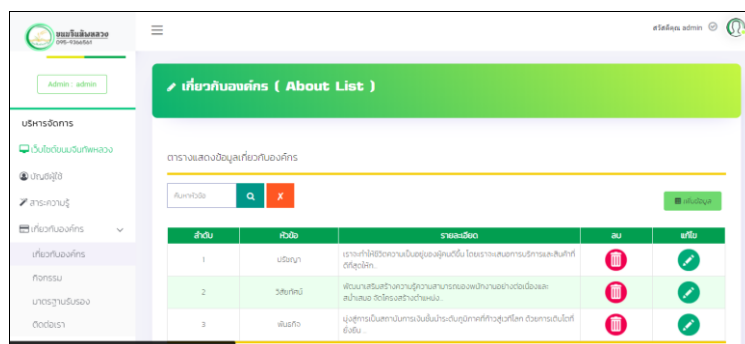 ขนมจีนทัพหลวง
095-9366561
สวัสดีคุณ admin
Admin : admin
เกี่ยวกับองค์กร ( About List )
บริหารจัดการ
เว็บไซต์ขนมจีนทัพหลวง
บัญชีผู้ใช้
สาระความรู้
เกี่ยวกับองค์กร
เกี่ยวกับองค์กร
กิจกรรม
มาตรฐานรับรอง
ติดต่อเรา
ตารางแสดงข้อมูลเกี่ยวกับองค์กร
ค้นหาหัวข้อ
X
เพิ่มข้อมูล
ลำดับ หัวข้อ รายละเอียด ลบ แก้ไข
1 ปรัชญา เราจะทำให้ชีวิตความเป็นอยู่ของผู้คนดีขึ้น โดยเราจะเสนอการบริการและสินค้าที่
ดีที่สุดให้ก...
2 วิสัยทัศน์ พัฒนาเสริมสร้างความรู้ความสามารถของพนักงานอย่างต่อเนื่องและ
สม่ำเสมอ จัดโครงสร้างตำแหน่ง...
3 พันธกิจ มุ่งสู่การเป็นสถาบันการเงินชั้นนำระดับภูมิภาคที่ก้าวสู่เวทีโลก ด้วยการเติบโตที่
ยั่งยืน ...